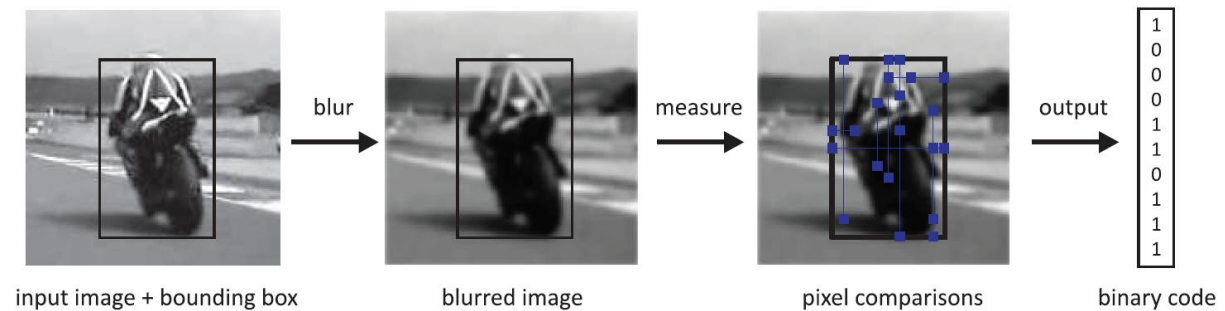 blur
measure
output
1
0
0
0
1
1
0
1
1
1
input image + bounding box
blurred image
pixel comparisons
binary code